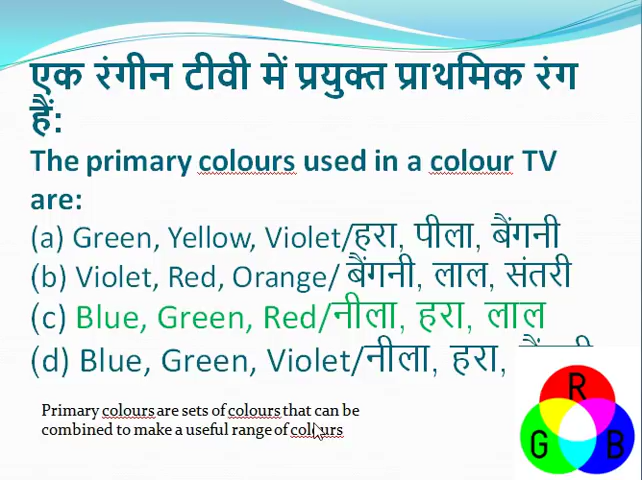 एक रंगीन टीवी में प्रयुक्त प्राथमिक रंग
हैं:
The primary colours used in a colour TV
are:
(a) Green, Yellow, Violet/हरा, पीला, बैंगनी
(b) Violet, Red, Orange/ बैंगनी, लाल, संतरी
(c) Blue, Green, Red/नीला, हरा, लाल
(d) Blue, Green, Violet/नीला, हरा,
Primary colours are sets of colours that can be
combined to make a useful range of colours
R
G B